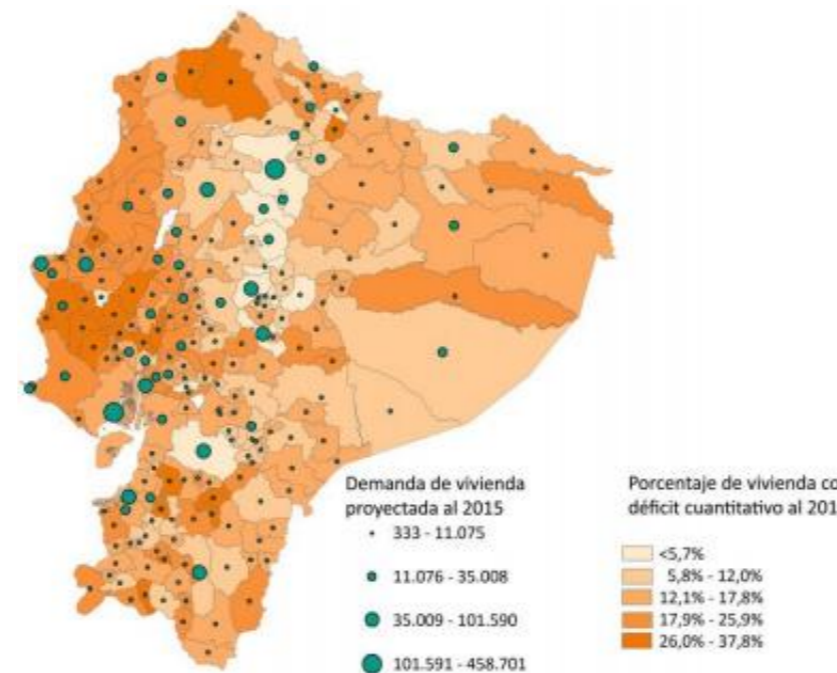 Demanda de vivienda
proyectada al 2015
333 - 11.075
11.076 - 35.008
35.009 - 101.590
101.591 - 458.701
Porcentaje de vivienda co
déficit cuantitativo al 201
<5,7%
5,8% - 12,0%
12,1% - 17,8%
17,9% - 25,9%
26,0% - 37,8%